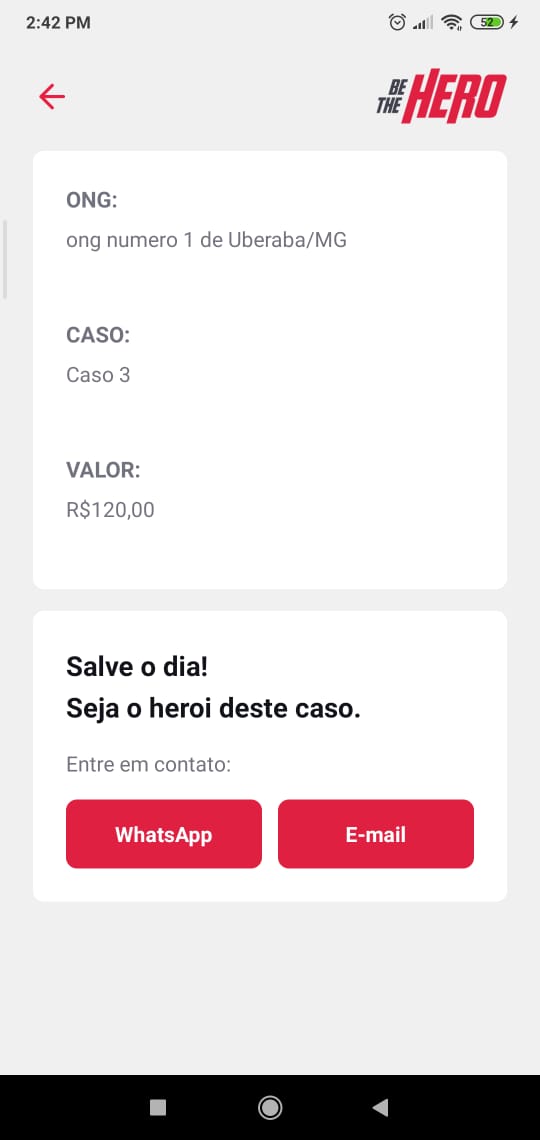 2:42 PM
52
BE
THE HERO
ONG:
ong numero 1 de Uberaba/MG
CASO:
Caso 3
VALOR:
R$120,00
Salve o dia!
Seja o heroi deste caso.
Entre em contato:
WhatsApp
E-mail